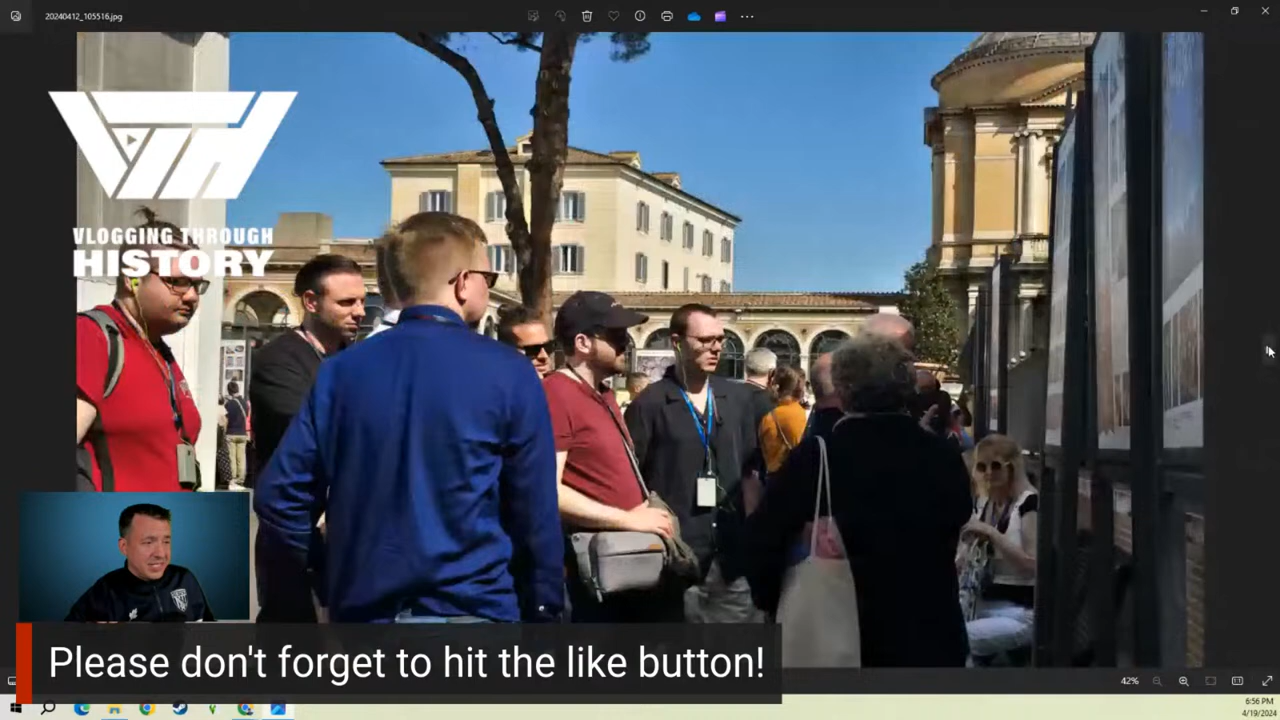 20240412_105516.jpg
VTH
VLOGGING THROUGH
HISTORY
Please don't forget to hit the like button!
42%
6:56 PM
4/19/2024